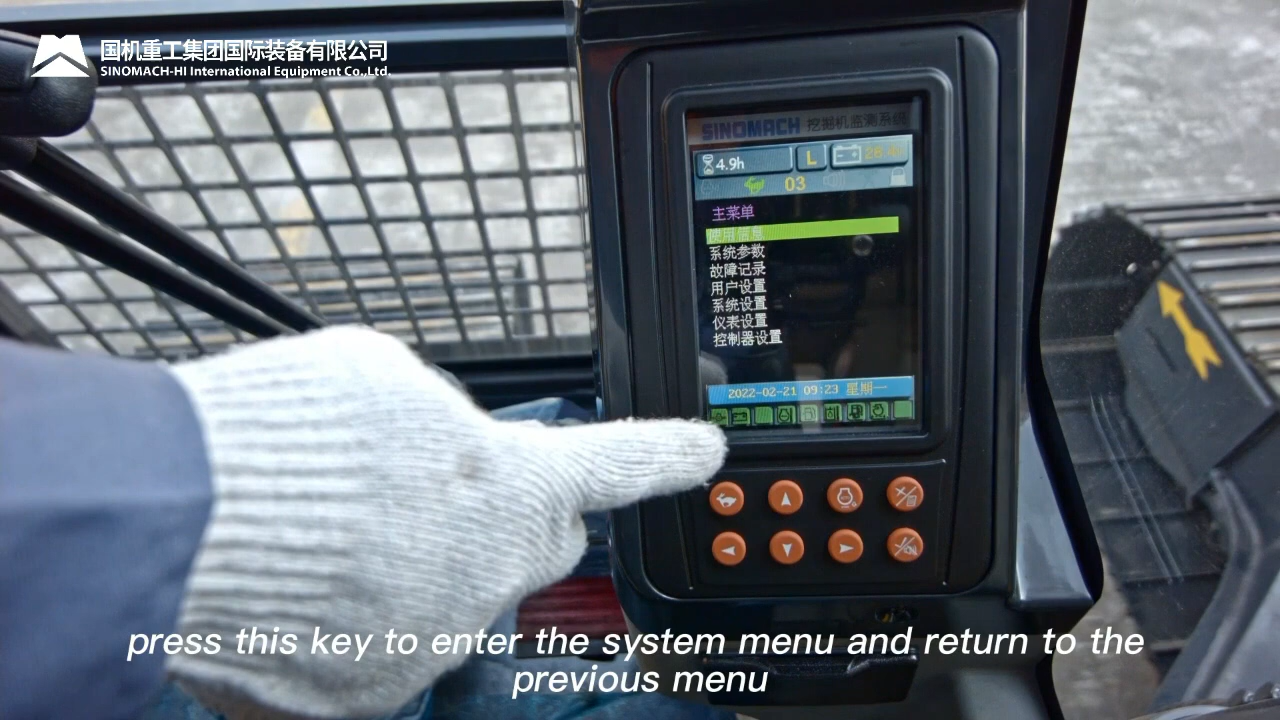 国机重工集团国际装备有限公司
SINOMACH-HI International Equipment Co.,Ltd.
SINOMACH 挖掘机监测系统
4.9h L
03
主菜单
使用信息
系统参数
故障记录
用户设置
系统设置
仪表设置
控制器设置
2022-02-21 09:23 星期一
press this key to enter the system menu and return to the
previous menu